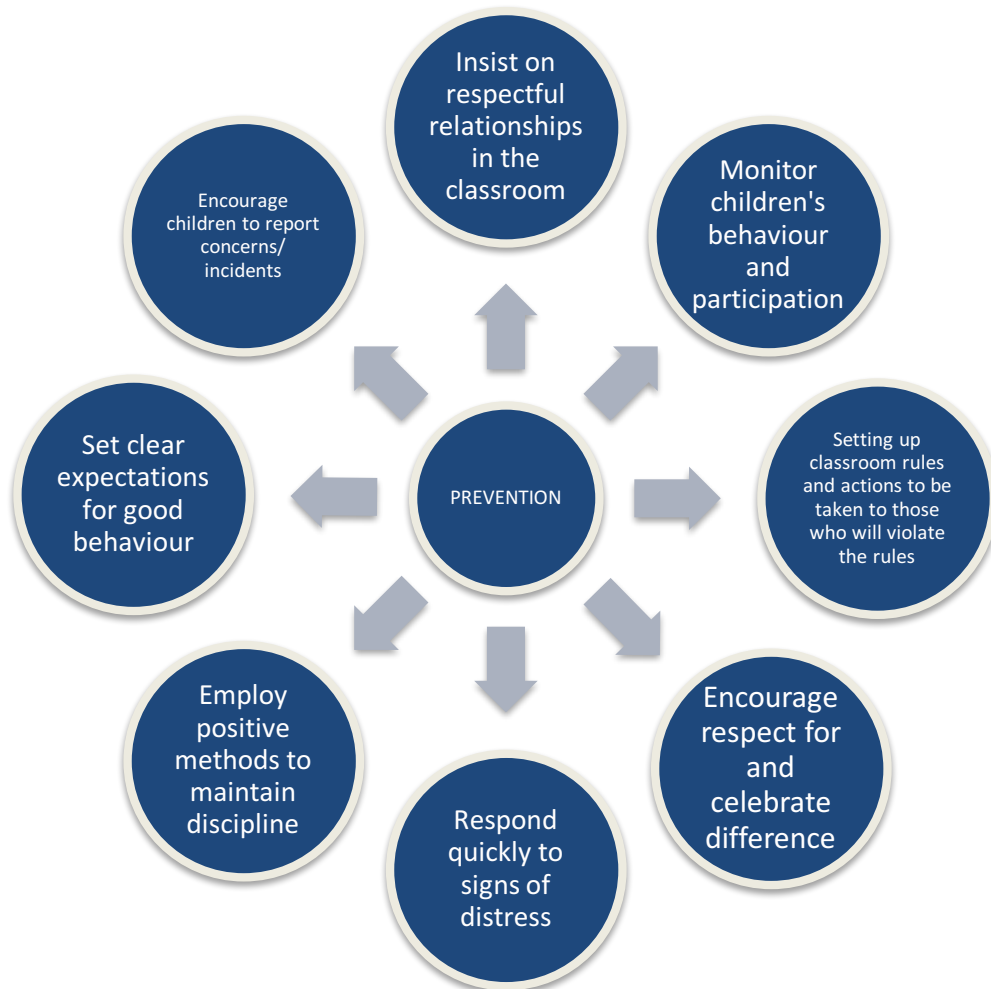 Insist on
respectful
relationships
in the
classroom
Monitor
children's
behaviour
and
participation
Setting up
classroom rules
and actions to be
taken to those
who will violate
the rules
Encourage
respect for
and
celebrate
difference
Respond
quickly to
signs of
distress
Employ
positive
methods to
maintain
discipline
Set clear
expectations
for good
behaviour
Encourage
children to report
concerns/
incidents
PREVENTION